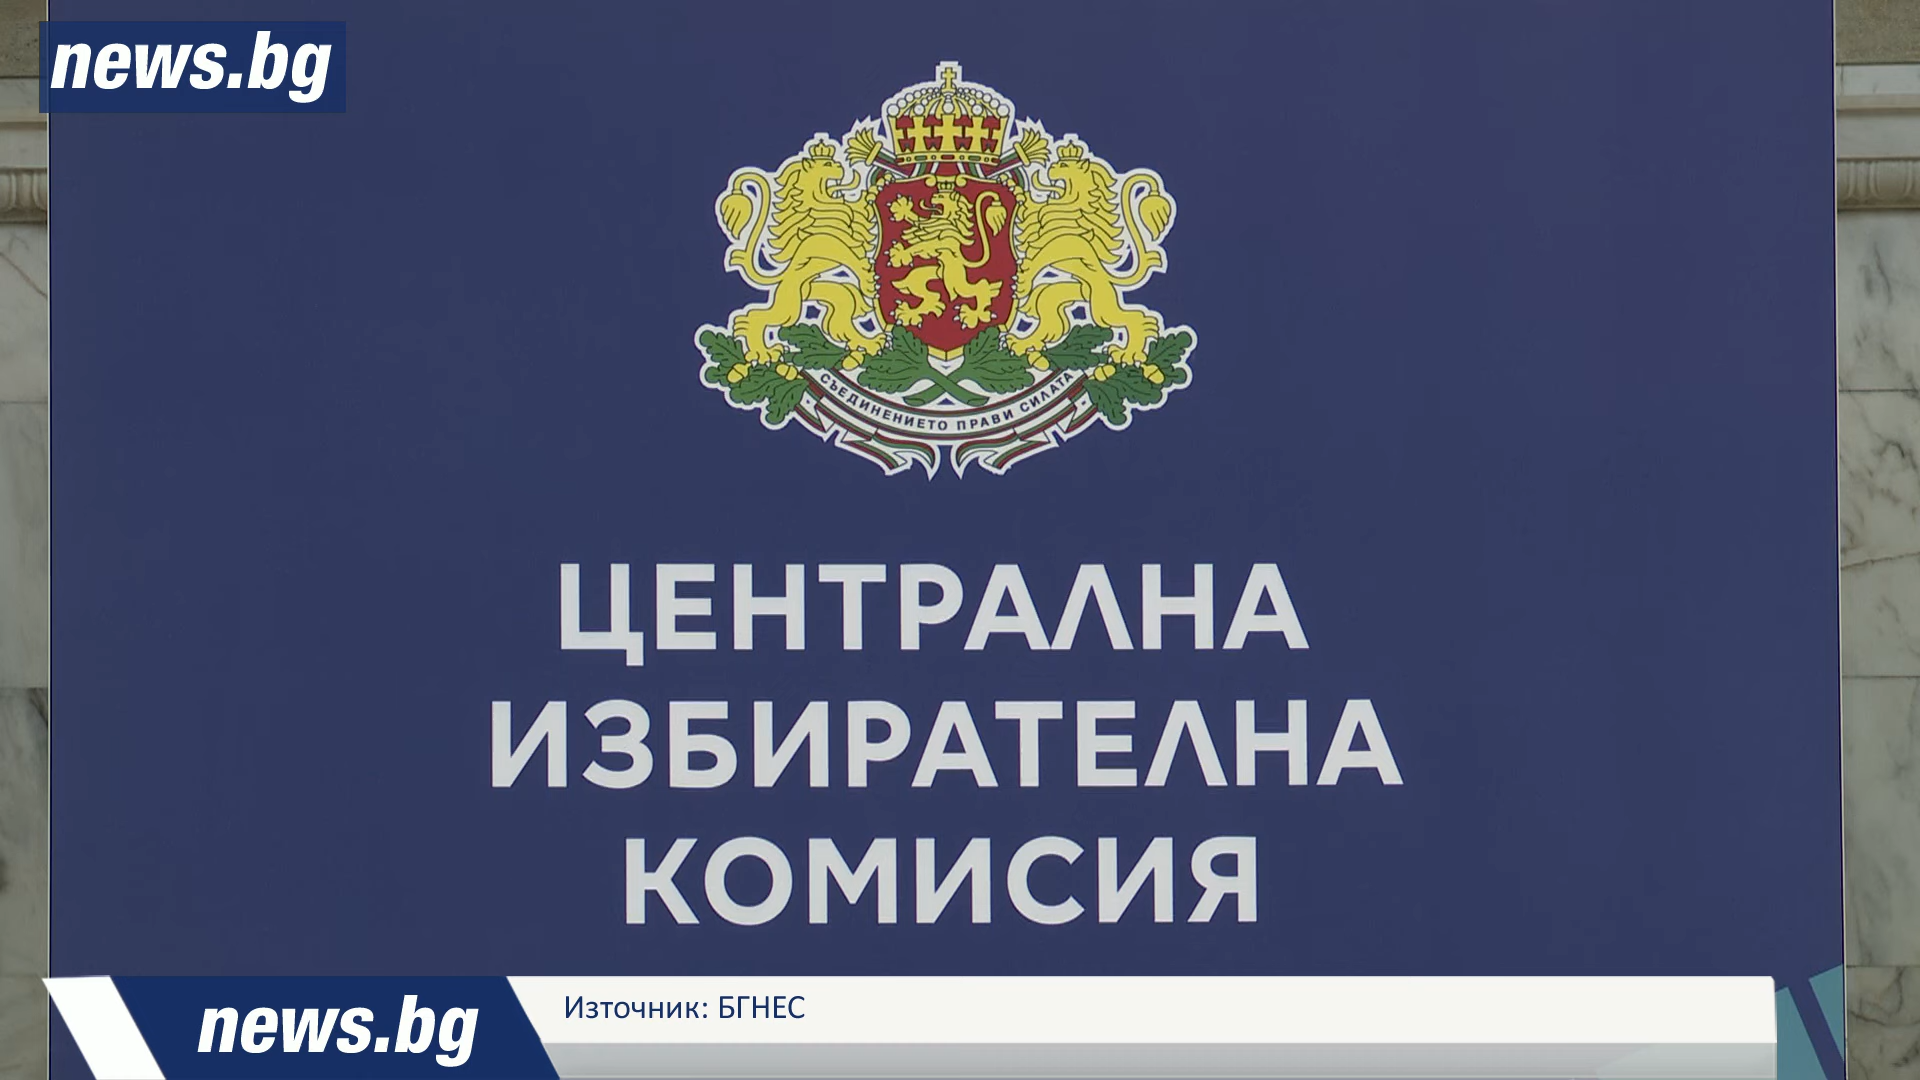 news.bg
СЪЕДИНЕНИЕТО ПРАВИ СИЛАТА
ЦЕНТРАЛНА
ИЗБИРАТЕЛНА
КОМИСИЯ
news.bg
Източник: БГНЕС